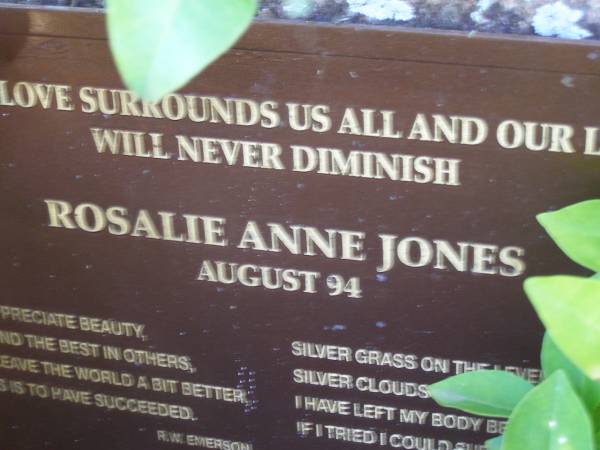 LOVE SURROUNDS US ALL AND OUR L
WILL NEVER DIMINISH
ROSALIE ANNE JONES
AUGUST 94
PRECIATE BEAUTY,
ND THE BEST IN OTHERS,
EAVE THE WORLD A BIT BETTER,
S IS TO HAVE SUCCEEDED.
R.W. EMERSON
SILVER GRASS ON THE
SILVER CLOUDS
I HAVE LEFT MY BODY BE
IF I TRIED I COULD